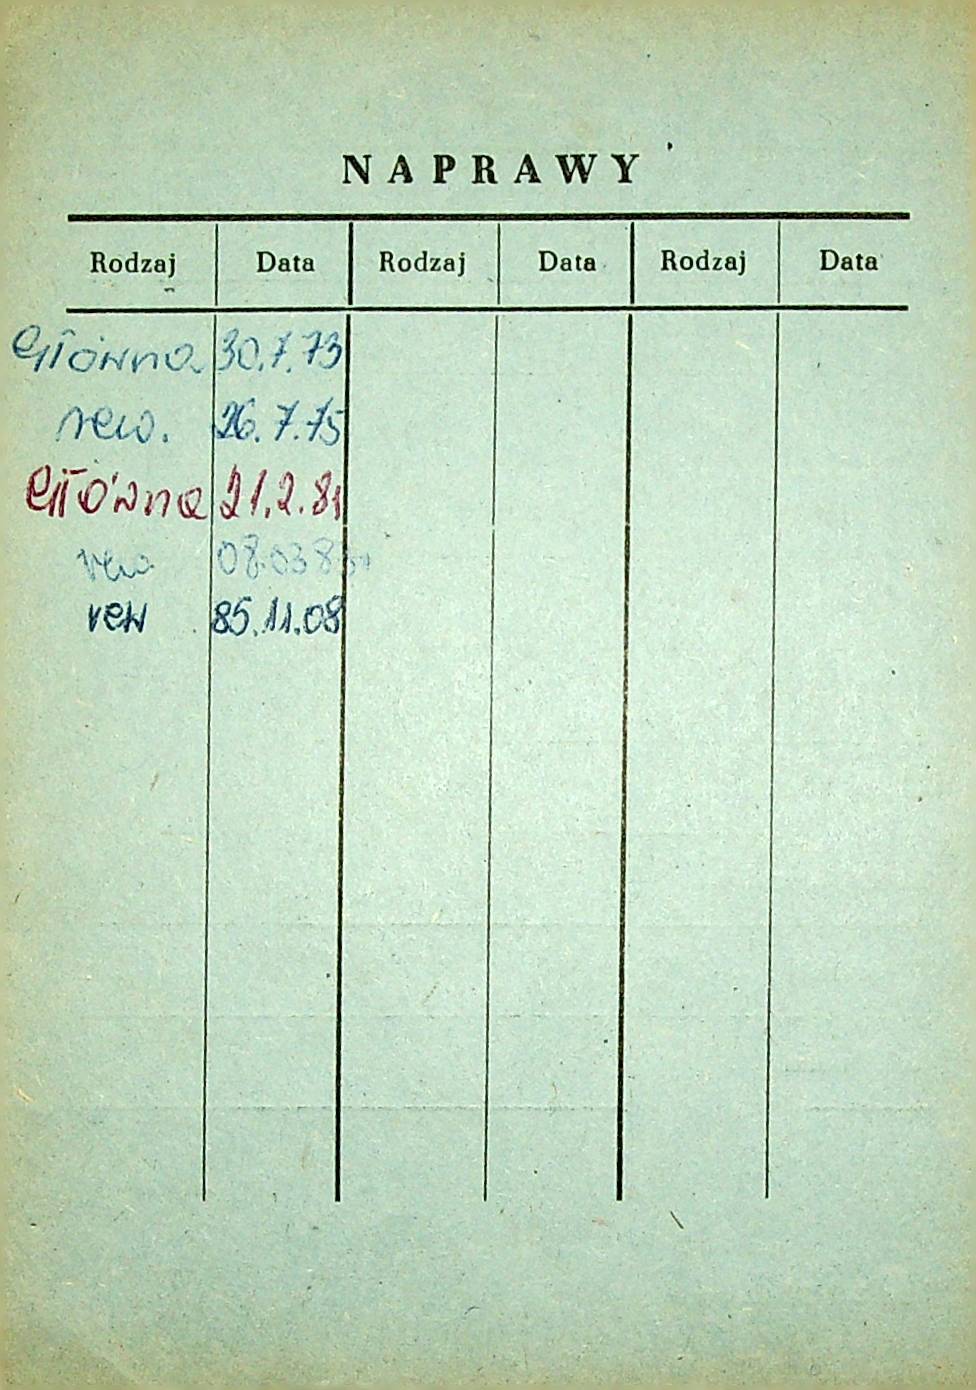 NAPRAWY
Rodzaj Data Rodzaj Data Rodzaj Data
Główna 30.7.73
rew. 26.7.75
Główna 21.2.81
rew 08.03.83
rew 85.11.08